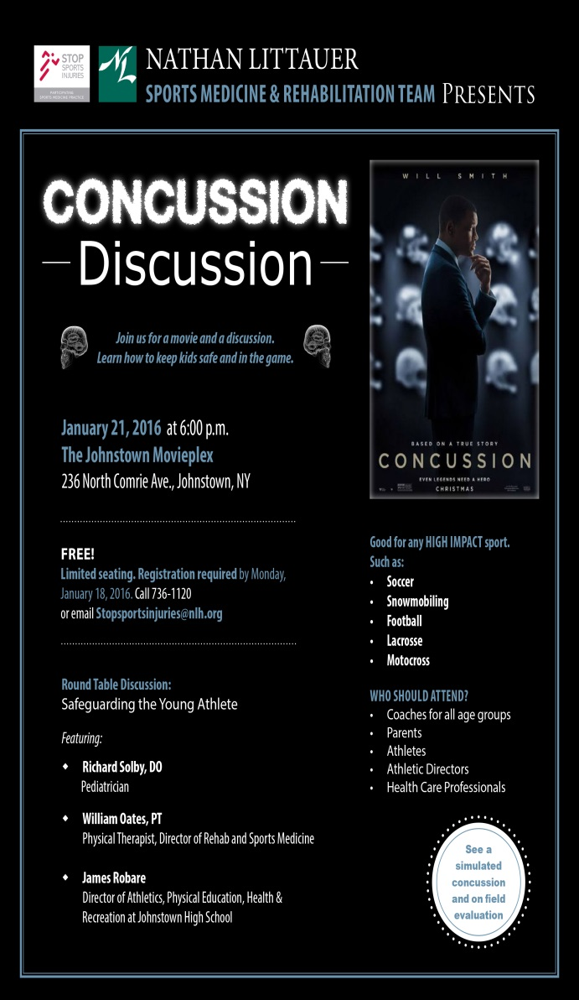 STOP
SPORTS
INJURIES
PARTICIPATING
SPORTS MEDICINE PRACTICE
NL
NATHAN LITTAUER
SPORTS MEDICINE & REHABILITATION TEAM PRESENTS
CONCUSSION
Discussion
Join us for a movie and a discussion.
Learn how to keep kids safe and in the game.
January 21, 2016 at 6:00 p.m.
The Johnstown Movieplex
236 North Comrie Ave., Johnstown, NY
FREE!
Limited seating. Registration required by Monday,
January 18, 2016. Call 736-1120
or email Stopsportsinjuries@nlh.org
Round Table Discussion:
Safeguarding the Young Athlete
Featuring:
◆ Richard Solby, DO
Pediatrician
◆ William Oates, PT
Physical Therapist, Director of Rehab and Sports Medicine
◆ James Robare
Director of Athletics, Physical Education, Health &
Recreation at Johnstown High School
WILL SMITH
BASED ON A TRUE STORY
CONCUSSION
EVEN LEGENDS NEED A HERO
CHRISTMAS
Good for any HIGH IMPACT sport.
Such as:
• Soccer
• Snowmobiling
• Football
• Lacrosse
• Motocross
WHO SHOULD ATTEND?
• Coaches for all age groups
• Parents
• Athletes
• Athletic Directors
• Health Care Professionals
See a
simulated
concussion
and on field
evaluation